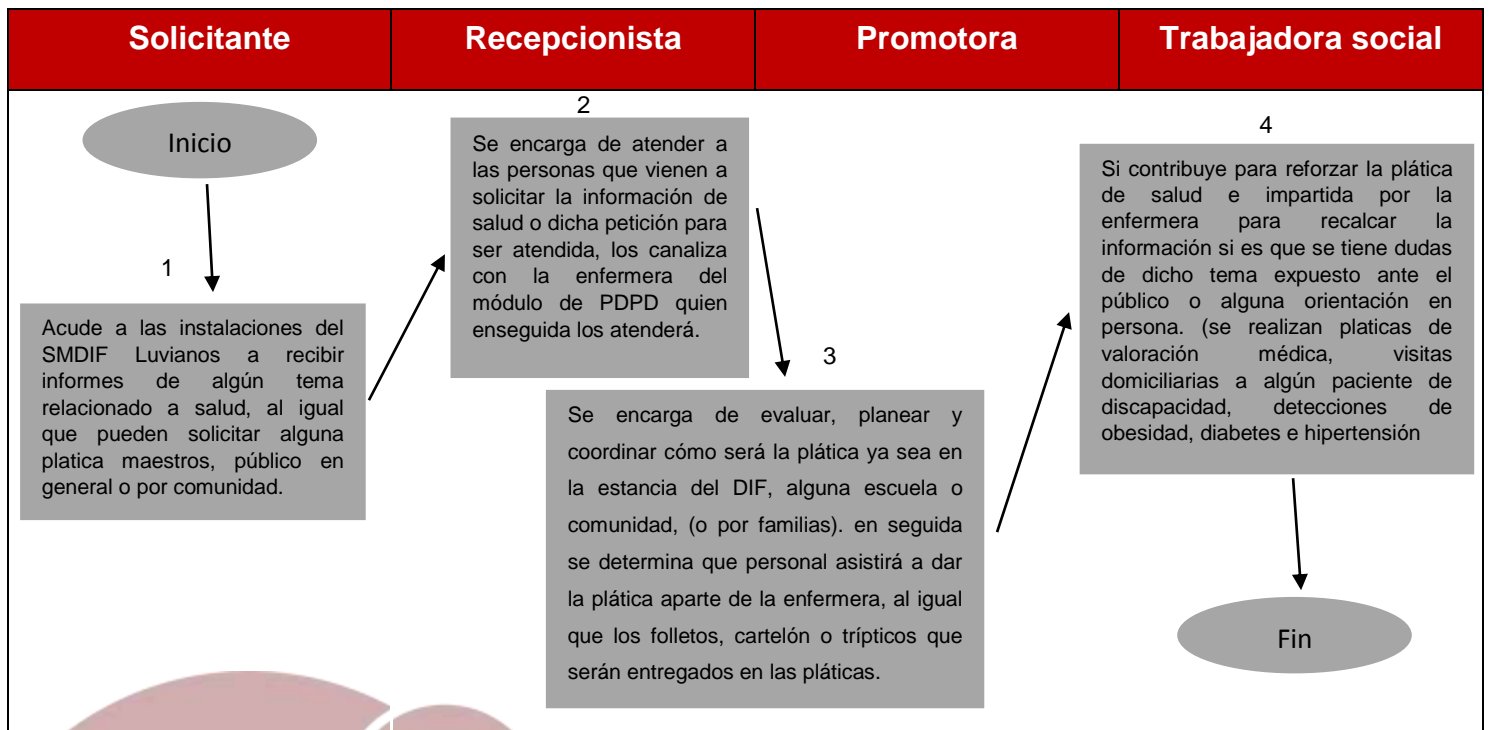 Solicitante
Recepcionista
Promotora
Trabajadora social
Inicio
1
Acude a las instalaciones del
SMDIF Luvianos a recibir
informes de algún tema
relacionado a salud, al igual
que pueden solicitar alguna
platica maestros, público en
general o por comunidad.
2
Se encarga de atender a
las personas que vienen a
solicitar la información de
salud o dicha petición para
ser atendida, los canaliza
con la enfermera del
módulo de PDPD quien
enseguida los atenderá.
3
Se encarga de evaluar, planear y
coordinar cómo será la plática ya sea en
la estancia del DIF, alguna escuela o
comunidad, (o por familias). en seguida
se determina que personal asistirá a dar
la plática aparte de la enfermera, al igual
que los folletos, cartelón o trípticos que
serán entregados en las pláticas.
4
Si contribuye para reforzar la plática
de salud e impartida por la
enfermera para recalcar la
información si es que se tiene dudas
de dicho tema expuesto ante el
público o alguna orientación en
persona. (se realizan platicas de
valoración médica, visitas
domiciliarias a algún paciente de
discapacidad, detecciones de
obesidad, diabetes e hipertensión
Fin